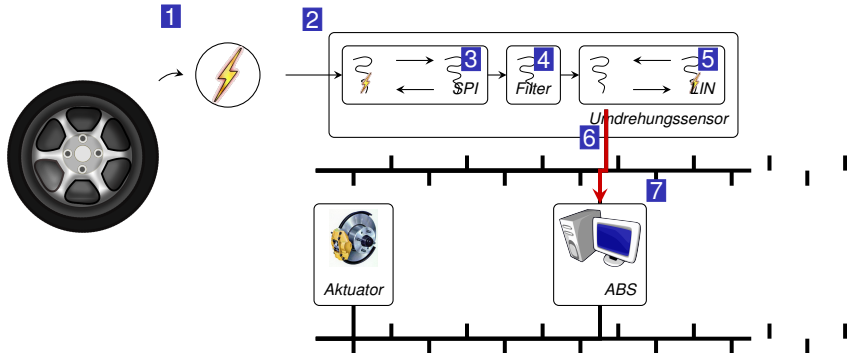 1
2
3
4
5
SPI
Filter
LIN
Umdrehungssensor
6
7
Aktuator
ABS